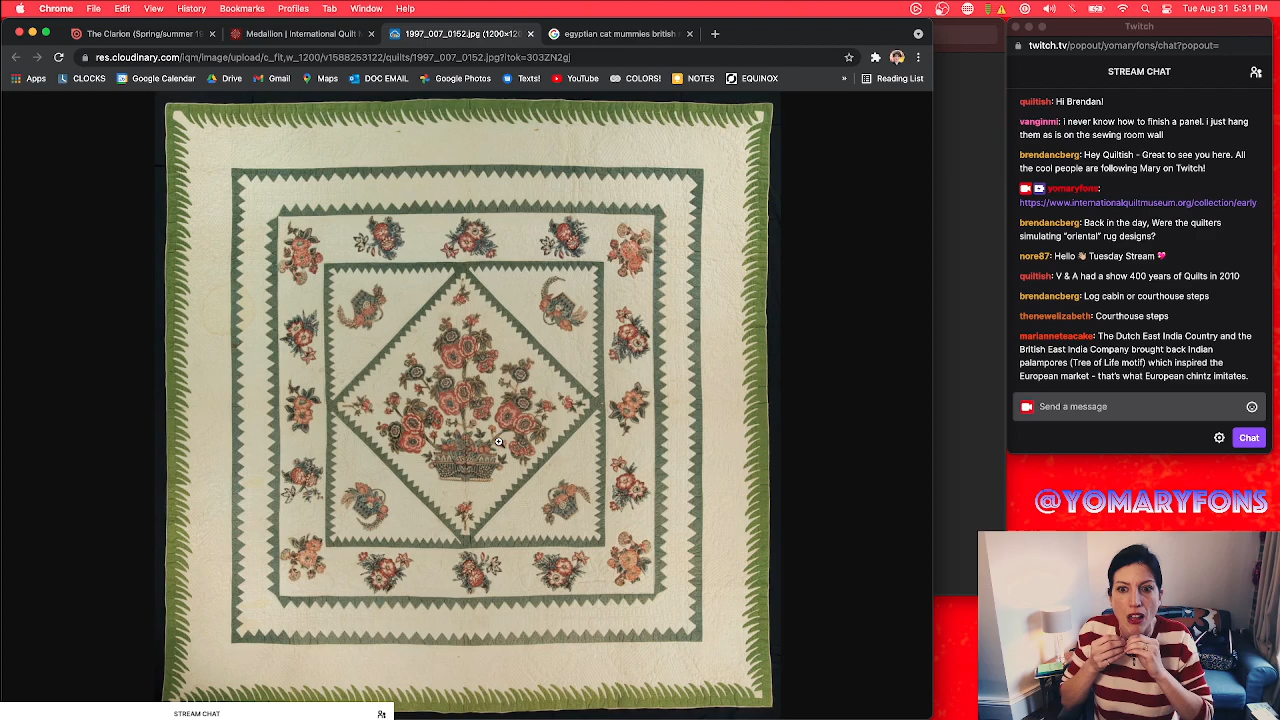 Chrome File Edit View History Bookmarks Profiles Tab Window Help
Tue Aug 31 5:31 PM
The Clarion (Spring/summer 19
Medallion | International Quilt M
1997_007_0152.jpg (1200×120
egyptian cat mummies british
res.cloudinary.com/iqm/image/upload/c_fit,w_1200/v1588253122/quilts/1997_007_0152.jpg?itok=303ZN2gj
Apps CLOCKS Google Calendar Drive Gmail Maps DOC EMAIL Google Photos Texts! YouTube COLORS! NOTES EQUINOX » Reading List
Twitch
twitch.tv/popout/yomaryfons/chat?popout=
STREAM CHAT
quiltish: Hi Brendan!
vanginmi: i never know how to finish a panel. i just hang
them as is on the sewing room wall
brendancberg: Hey Quiltish - Great to see you here. All
the cool people are following Mary on Twitch!
yomaryfons:
https://www.internationalquiltmuseum.org/collection/early
brendancberg: Back in the day, Were the quilters
simulating "oriental" rug designs?
nore87: Hello 👋🏼 Tuesday Stream 💖
quiltish: V & A had a show 400 years of Quilts in 2010
brendancberg: Log cabin or courthouse steps
thenewelizabeth: Courthouse steps
marianneteacake: The Dutch East India Country and the
British East India Company brought back Indian
palampores (Tree of Life motif) which inspired the
European market - that's what European chintz imitates.
Send a message
Chat
@YOMARYFONS
STREAM CHAT